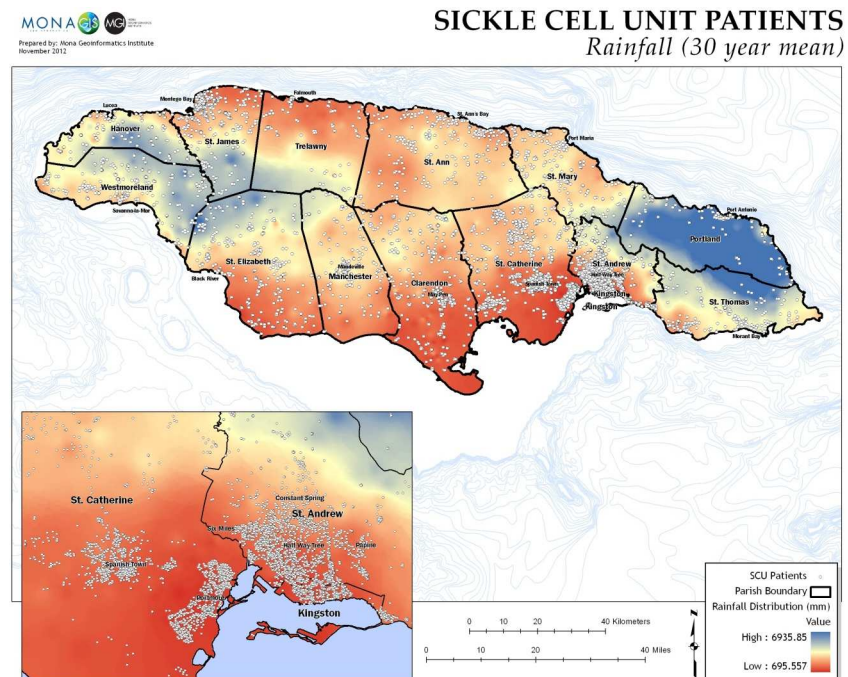 MONA GIS MGI
Prepared by: Mona Geoinformatics Institute
November 2012
SICKLE CELL UNIT PATIENTS
Rainfall (30 year mean)
Lucea
Montego Bay
Falmouth
St. Ann's Bay
Port Maria
Hanover
St. James
Trelawny
St. Ann
St. Mary
Westmoreland
Savanna-la-Mar
Port Antonio
Portland
St. Elizabeth
Mandeville
Manchester
Black River
Clarendon
May Pen
St. Catherine
Spanish Town
St. Andrew
Half Way Tree
Kingston
Kingston
St. Thomas
Morant Bay
St. Catherine
Constant Spring
St. Andrew
Six Miles
Half Way Tree
Papine
Spanish Town
Portmore
Kingston
SCU Patients
Parish Boundary
Rainfall Distribution (mm)
Value
High : 6935.85
Low : 695.557
0 10 20 40 Kilometers
0 10 20 40 Miles
N